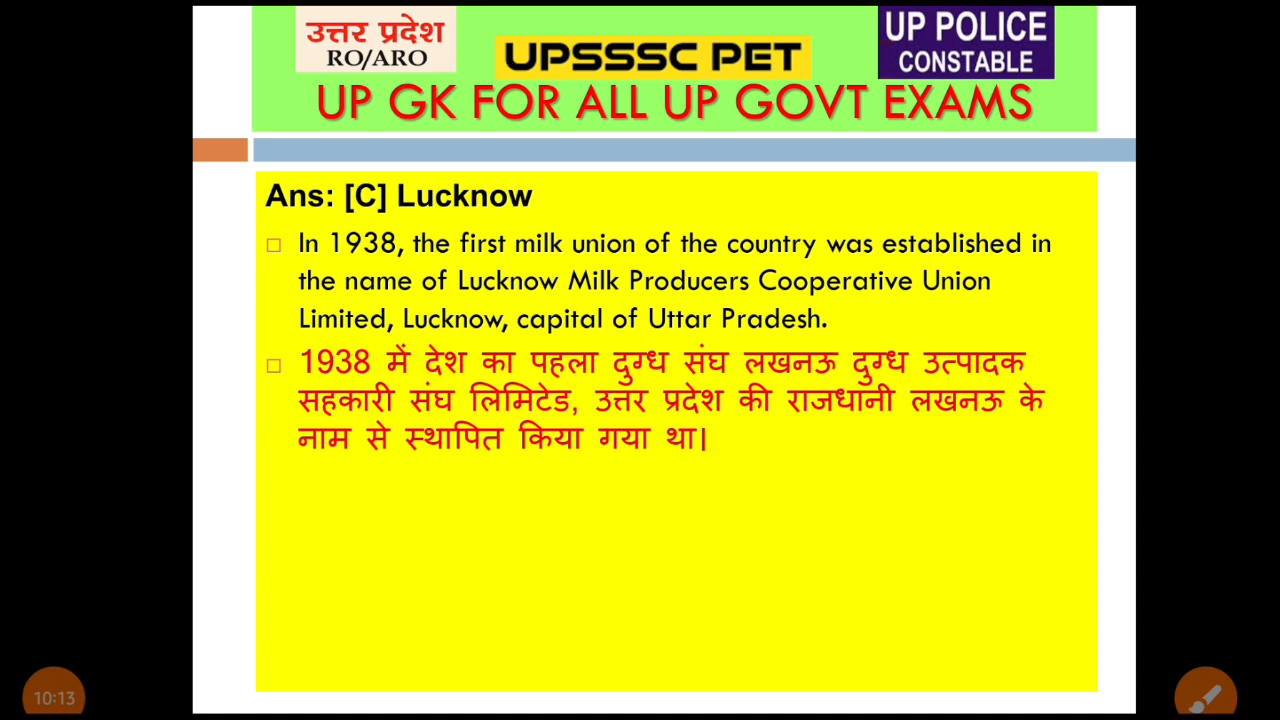 उत्तर प्रदेश
RO/ARO
UPSSSC PET
UP POLICE
CONSTABLE
UP GK FOR ALL UP GOVT EXAMS
Ans: [C] Lucknow
In 1938, the first milk union of the country was established in
the name of Lucknow Milk Producers Cooperative Union
Limited, Lucknow, capital of Uttar Pradesh.
1938 में देश का पहला दुग्ध संघ लखनऊ दुग्ध उत्पादक
सहकारी संघ लिमिटेड, उत्तर प्रदेश की राजधानी लखनऊ के
नाम से स्थापित किया गया था।
10:13